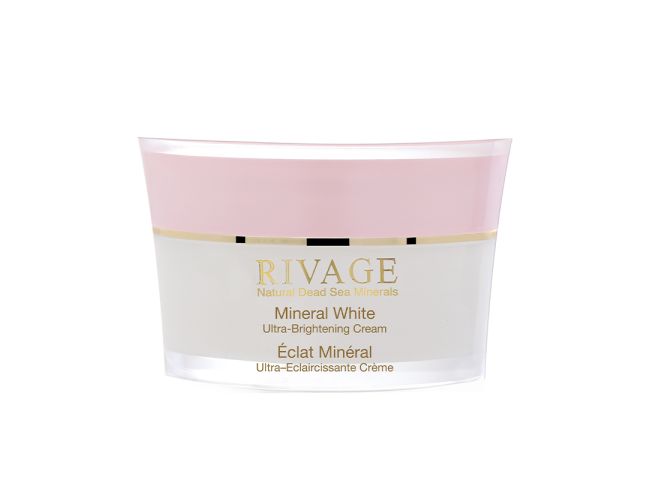 RIVAGE
Natural Dead Sea Minerals
Mineral White
Ultra-Brightening Cream
Éclat Minéral
Ultra–Eclaircissante Crème